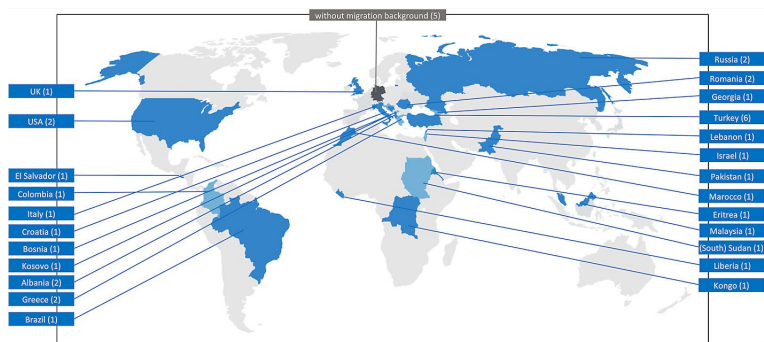 without migration background (5)
UK (1)
USA (2)
El Salvador (1)
Colombia (1)
Italy (1)
Croatia (1)
Bosnia (1)
Kosovo (1)
Albania (2)
Greece (2)
Brazil (1)
Russia (2)
Romania (2)
Georgia (1)
Turkey (6)
Lebanon (1)
Israel (1)
Pakistan (1)
Marocco (1)
Eritrea (1)
Malaysia (1)
(South) Sudan (1)
Liberia (1)
Kongo (1)